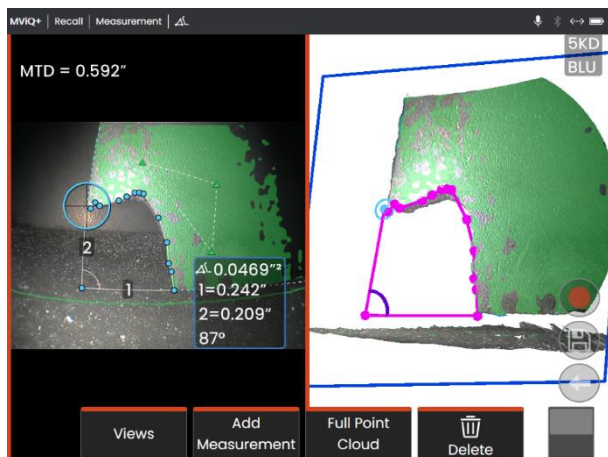 MViQ+ | Recall | Measurement |
MTD = 0.592"
5KD
BLU
2
1
0.0469"²
1=0.242"
2=0.209"
87°
Views
Add
Measurement
Full Point
Cloud
Delete